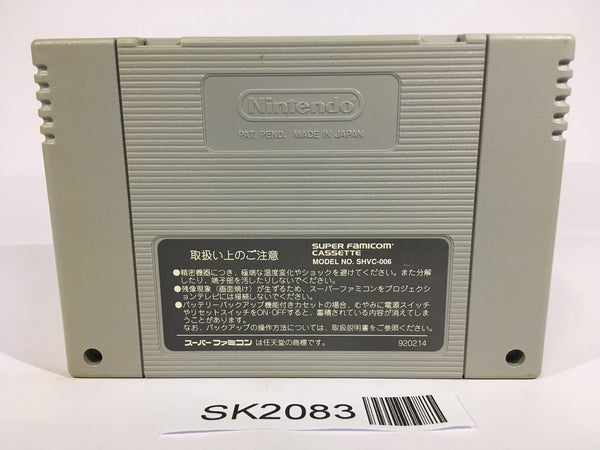 Nintendo
PAT. PEND. MADE IN JAPAN
取扱い上のご注意
SUPER FAMICOM
CASSETTE
MODEL NO. SHVC-006
●精密機器につき、極端な温度変化やショックを避けてください。また分解
したり、端子部を汚したりしないでください。
●残像現象(画面焼け)が生ずるため、スーパーファミコンをプロジェクシ
ョンテレビには接続しないでください。
●バッテリーバックアップ機能付きカセットの場合、むやみに電源スイッチ
やリセットスイッチをON・OFFすると、蓄積されている内容が消えてしま
うことがあります。
なお、バックアップの操作方法については、取扱説明書をご参照ください。
スーパーファミコン は任天堂の商標です。
920214
SK2083